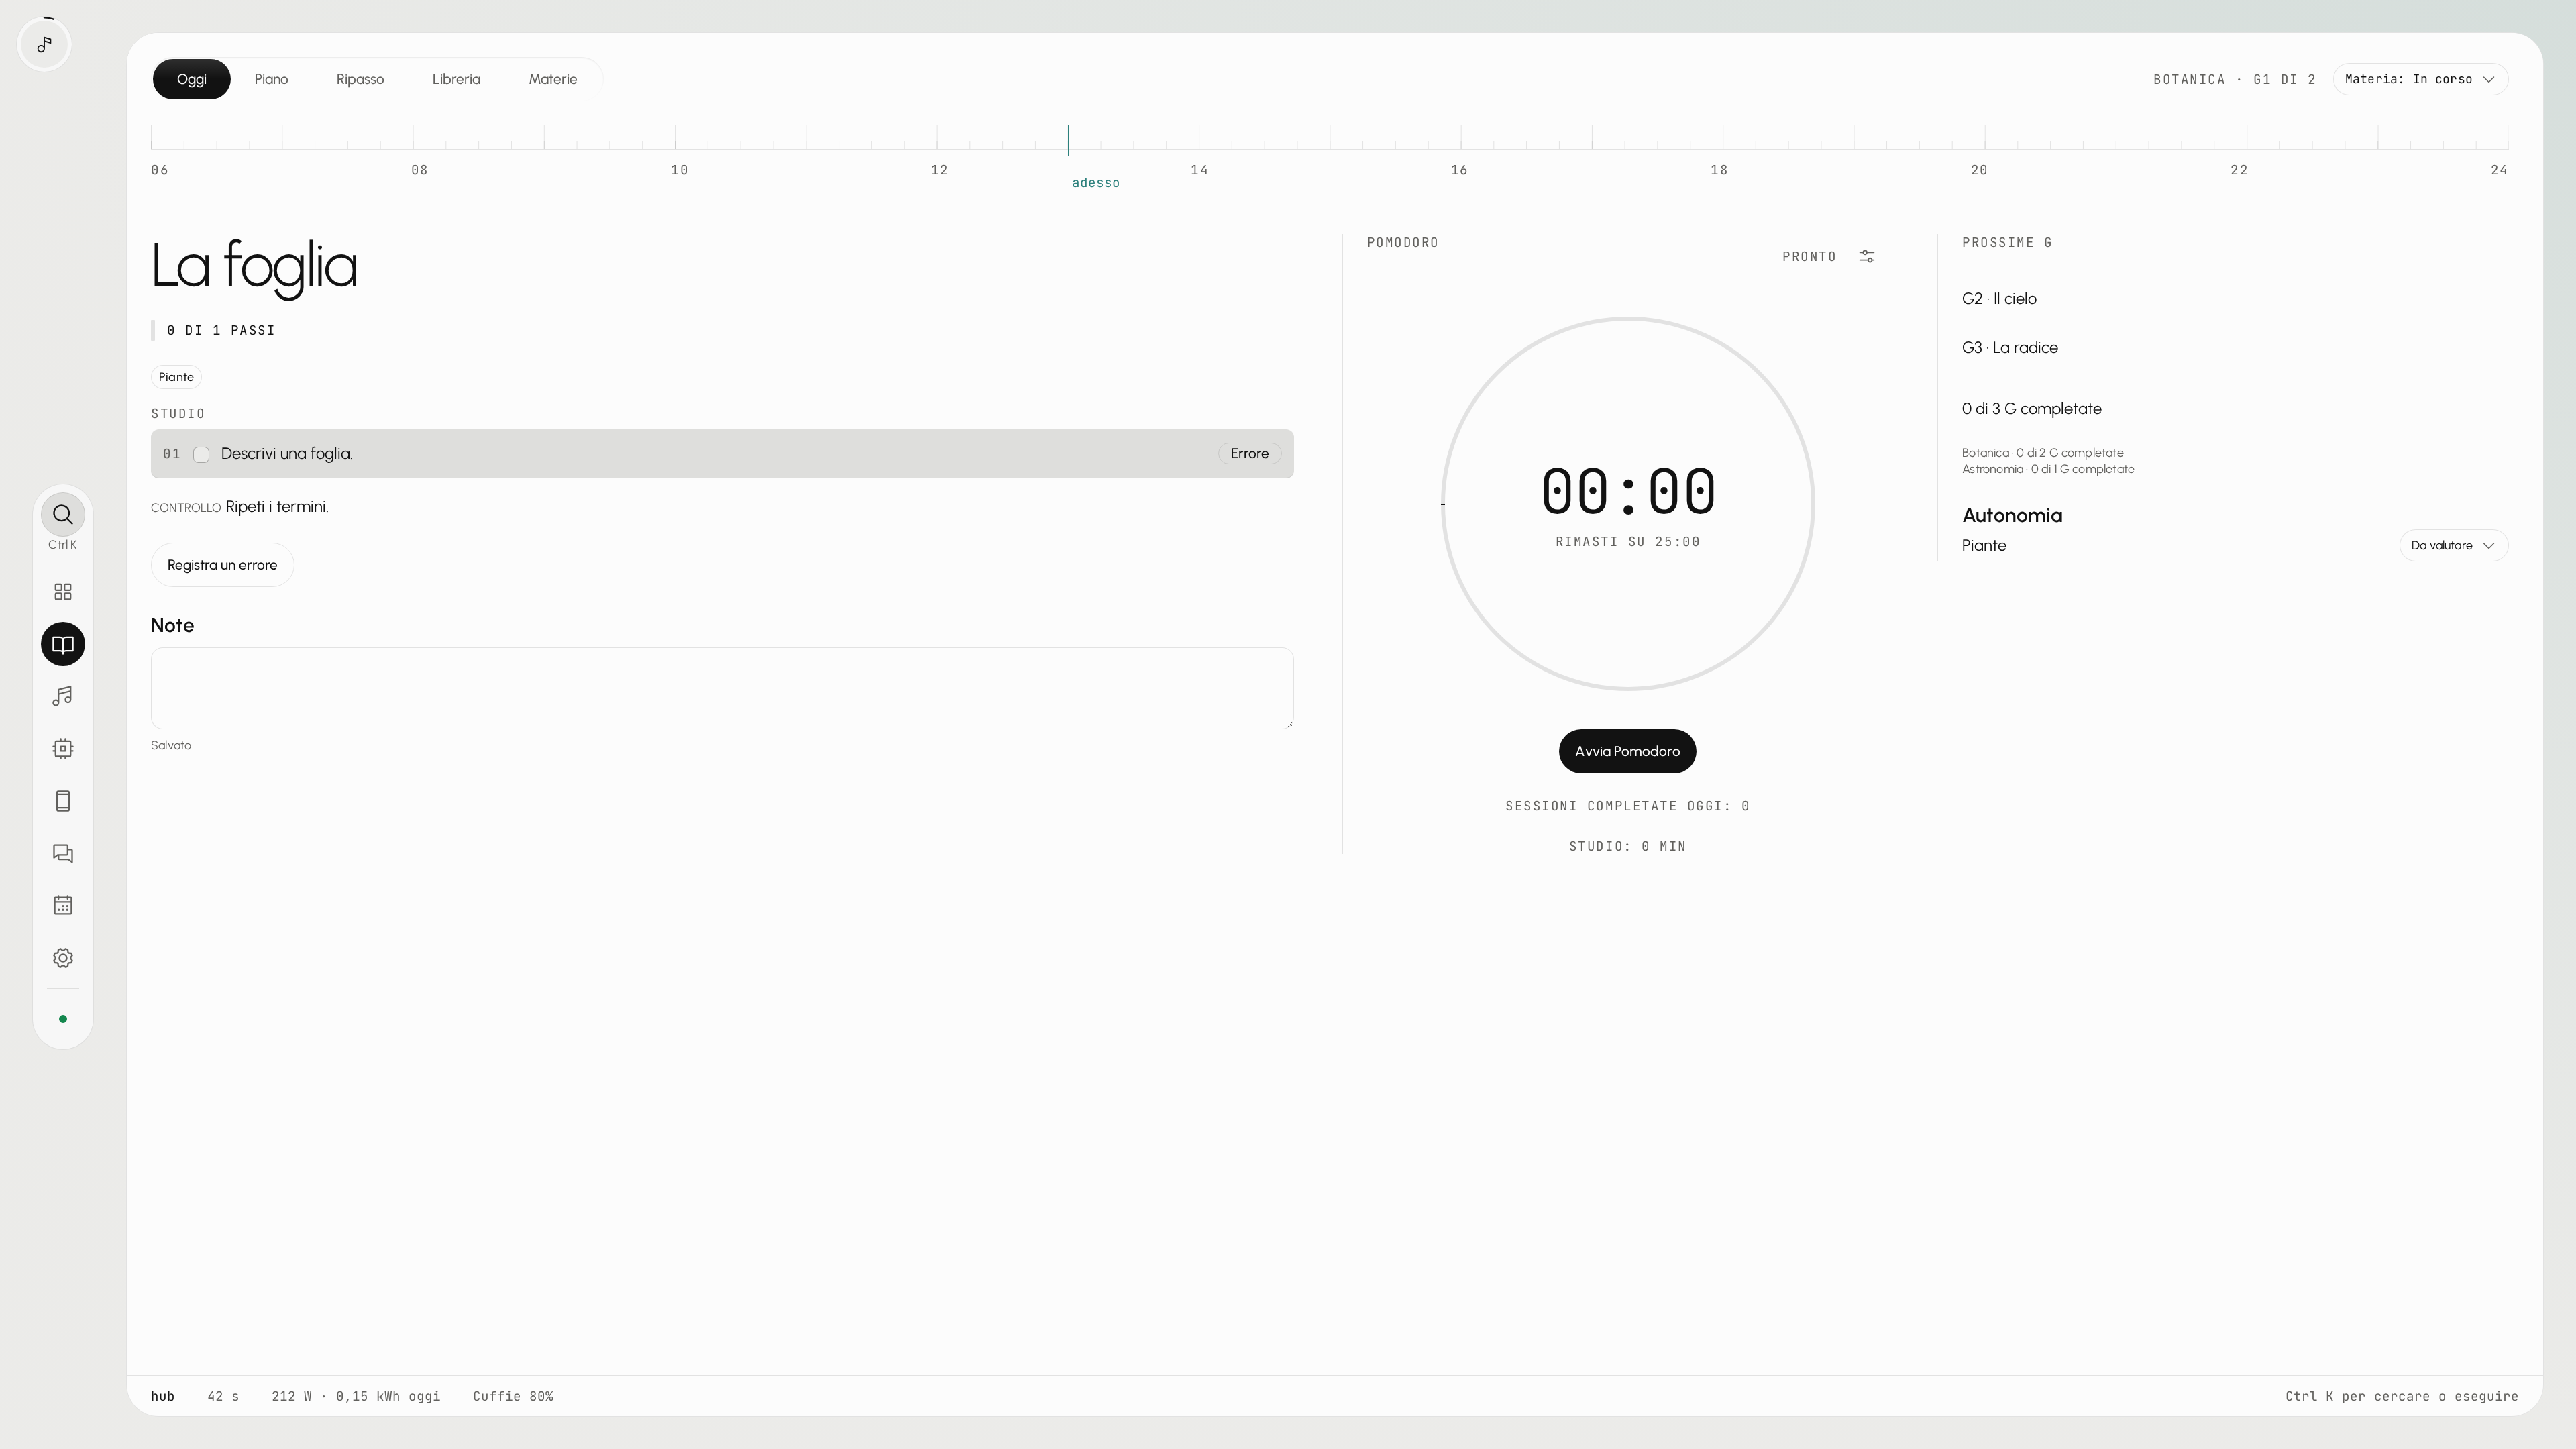 Oggi
Piano
Ripasso
Libreria
Materie
BOTANICA · G1 DI 2
Materia: In corso
06
08
10
12
14
16
18
20
22
24
adesso
La foglia
0 DI 1 PASSI
Piante
STUDIO
01 Descrivi una foglia.
Errore
CONTROLLO Ripeti i termini.
Registra un errore
Note
Salvato
POMODORO
PRONTO
00:00
RIMASTI SU 25:00
Avvia Pomodoro
SESSIONI COMPLETATE OGGI: 0
STUDIO: 0 MIN
PROSSIME G
G2 · Il cielo
G3 · La radice
0 di 3 G completate
Botanica · 0 di 2 G completate
Astronomia · 0 di 1 G completate
Autonomia
Piante
Da valutare
Ctrl K
hub
42 s
212 W · 0,15 kWh oggi
Cuffie 80%
Ctrl K per cercare o eseguire